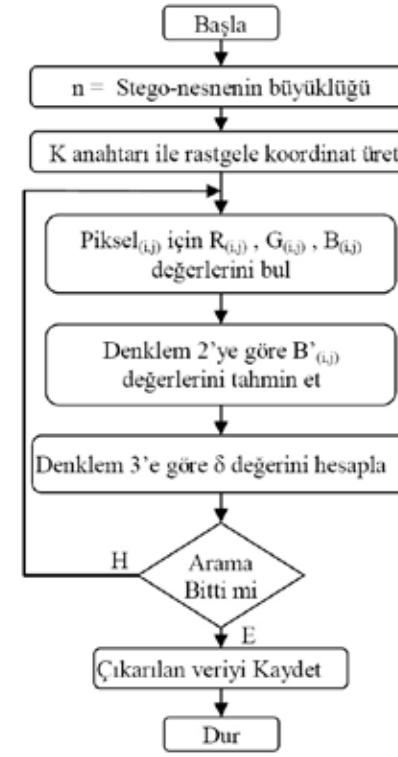 Başla
n = Stego-nesnenin büyüklüğü
K anahtarı ile rastgele koordinat üret
Piksel(i,j) için R(i,j) , G(i,j) , B(i,j)
değerlerini bul
Denklem 2'ye göre B'(i,j)
değerlerini tahmin et
Denklem 3'e göre δ değerini hesapla
H
Arama
Bitti mi
E
Çıkarılan veriyi Kaydet
Dur